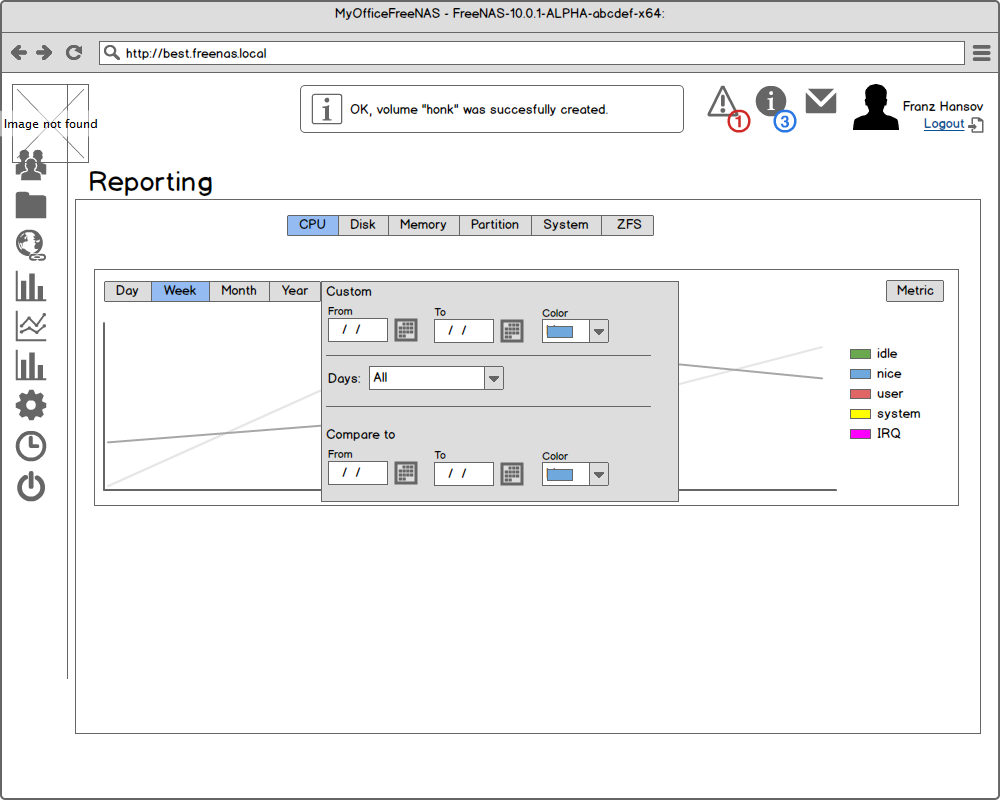 MyOfficeFreeNAS - FreeNAS-10.0.1-ALPHA-abcdef-x64:
http://best.freenas.local
Image not found
OK, volume "honk" was succesfully created.
1
3
Franz Hansov
Logout
Reporting
CPU Disk Memory Partition System ZFS
Day Week Month Year
Metric
Custom
From To Color
/ / / /
Days: All
Compare to
From To Color
/ / / /
idle
nice
user
system
IRQ